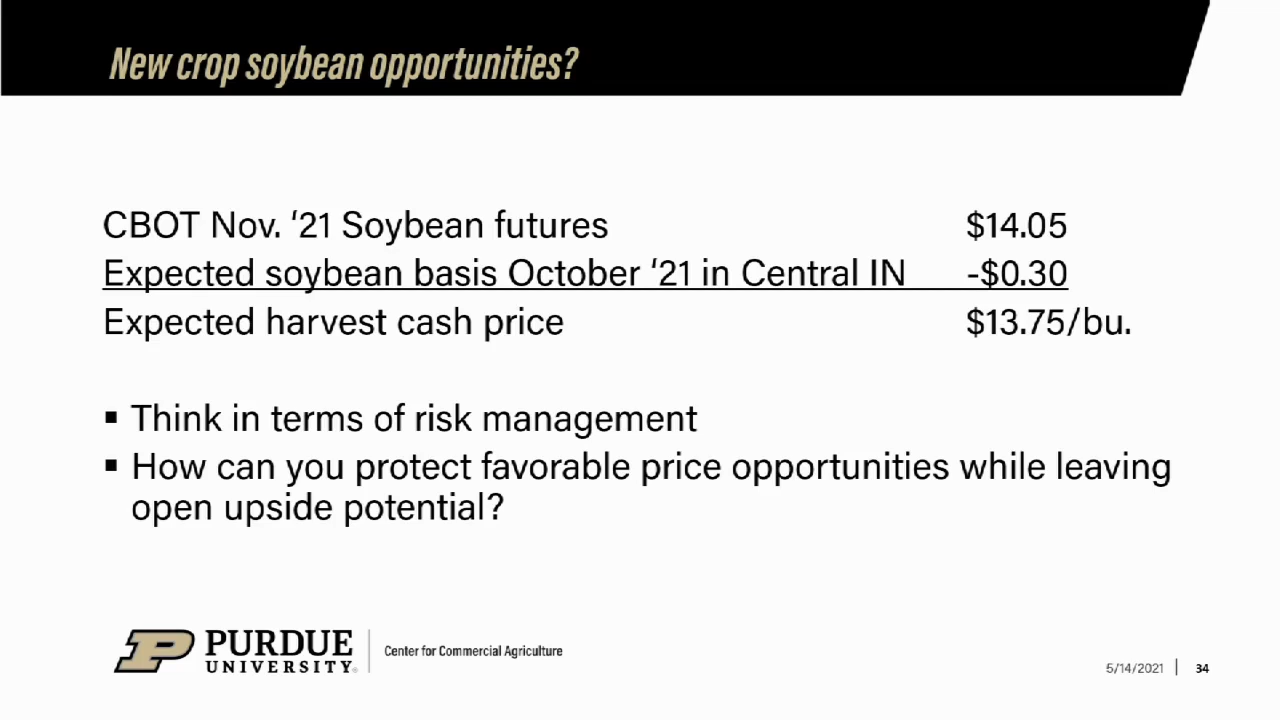 New crop soybean opportunities?
CBOT Nov. ‘21 Soybean futures $14.05
Expected soybean basis October ‘21 in Central IN -$0.30
Expected harvest cash price $13.75/bu.
▪ Think in terms of risk management
▪ How can you protect favorable price opportunities while leaving
open upside potential?
P PURDUE
UNIVERSITY®
Center for Commercial Agriculture
5/14/2021 | 34